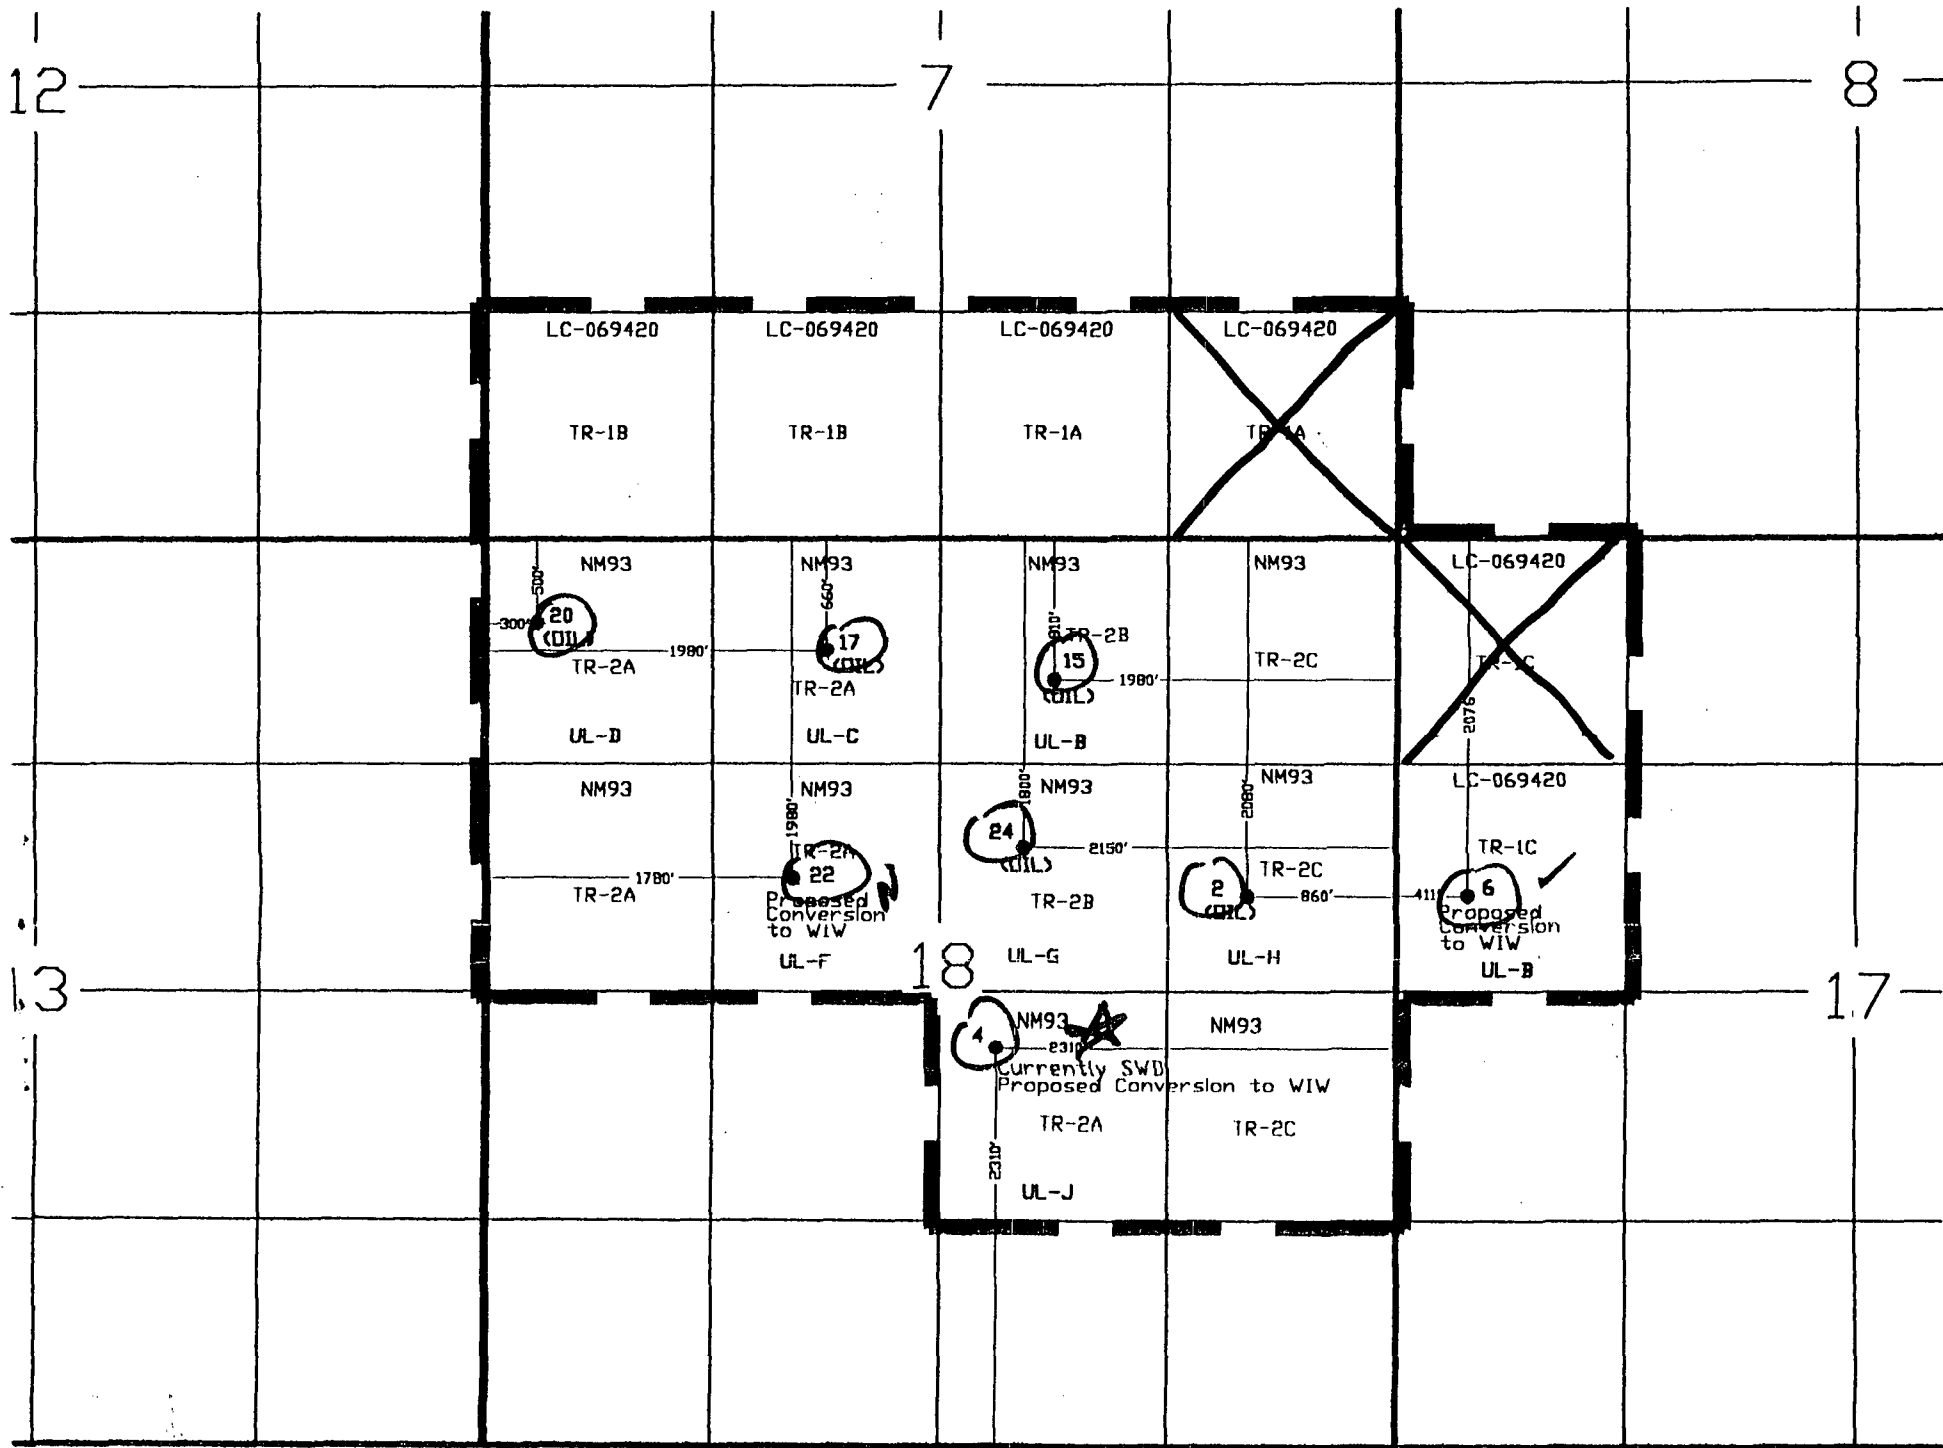 12
7
8
LC-069420
LC-069420
LC-069420
LC-069420
TR-1B
TR-1B
TR-1A
TR-1A
NM93
NM93
NM93
NM93
LC-069420
500'
660'
300'
20
(OIL)
17
(OIL)
TR-2B
15
(OIL)
1980'
1980'
TR-2A
TR-2A
TR-2C
TR-1C
2076'
UL-D
UL-C
UL-B
NM93
NM93
NM93
NM93
LC-069420
1980'
1800'
2080'
24
(OIL)
2150'
TR-2A
22
1780'
TR-2A
Proposed
Conversion
to WIW
TR-2B
TR-2C
2
(OIL)
860'
TR-1C
411'
6
Proposed
Conversion
to WIW
UL-F
UL-G
UL-H
UL-B
13
18
17
4
NM93
NM93
2310'
Currently SWD
Proposed Conversion to WIW
TR-2A
TR-2C
2310'
UL-J